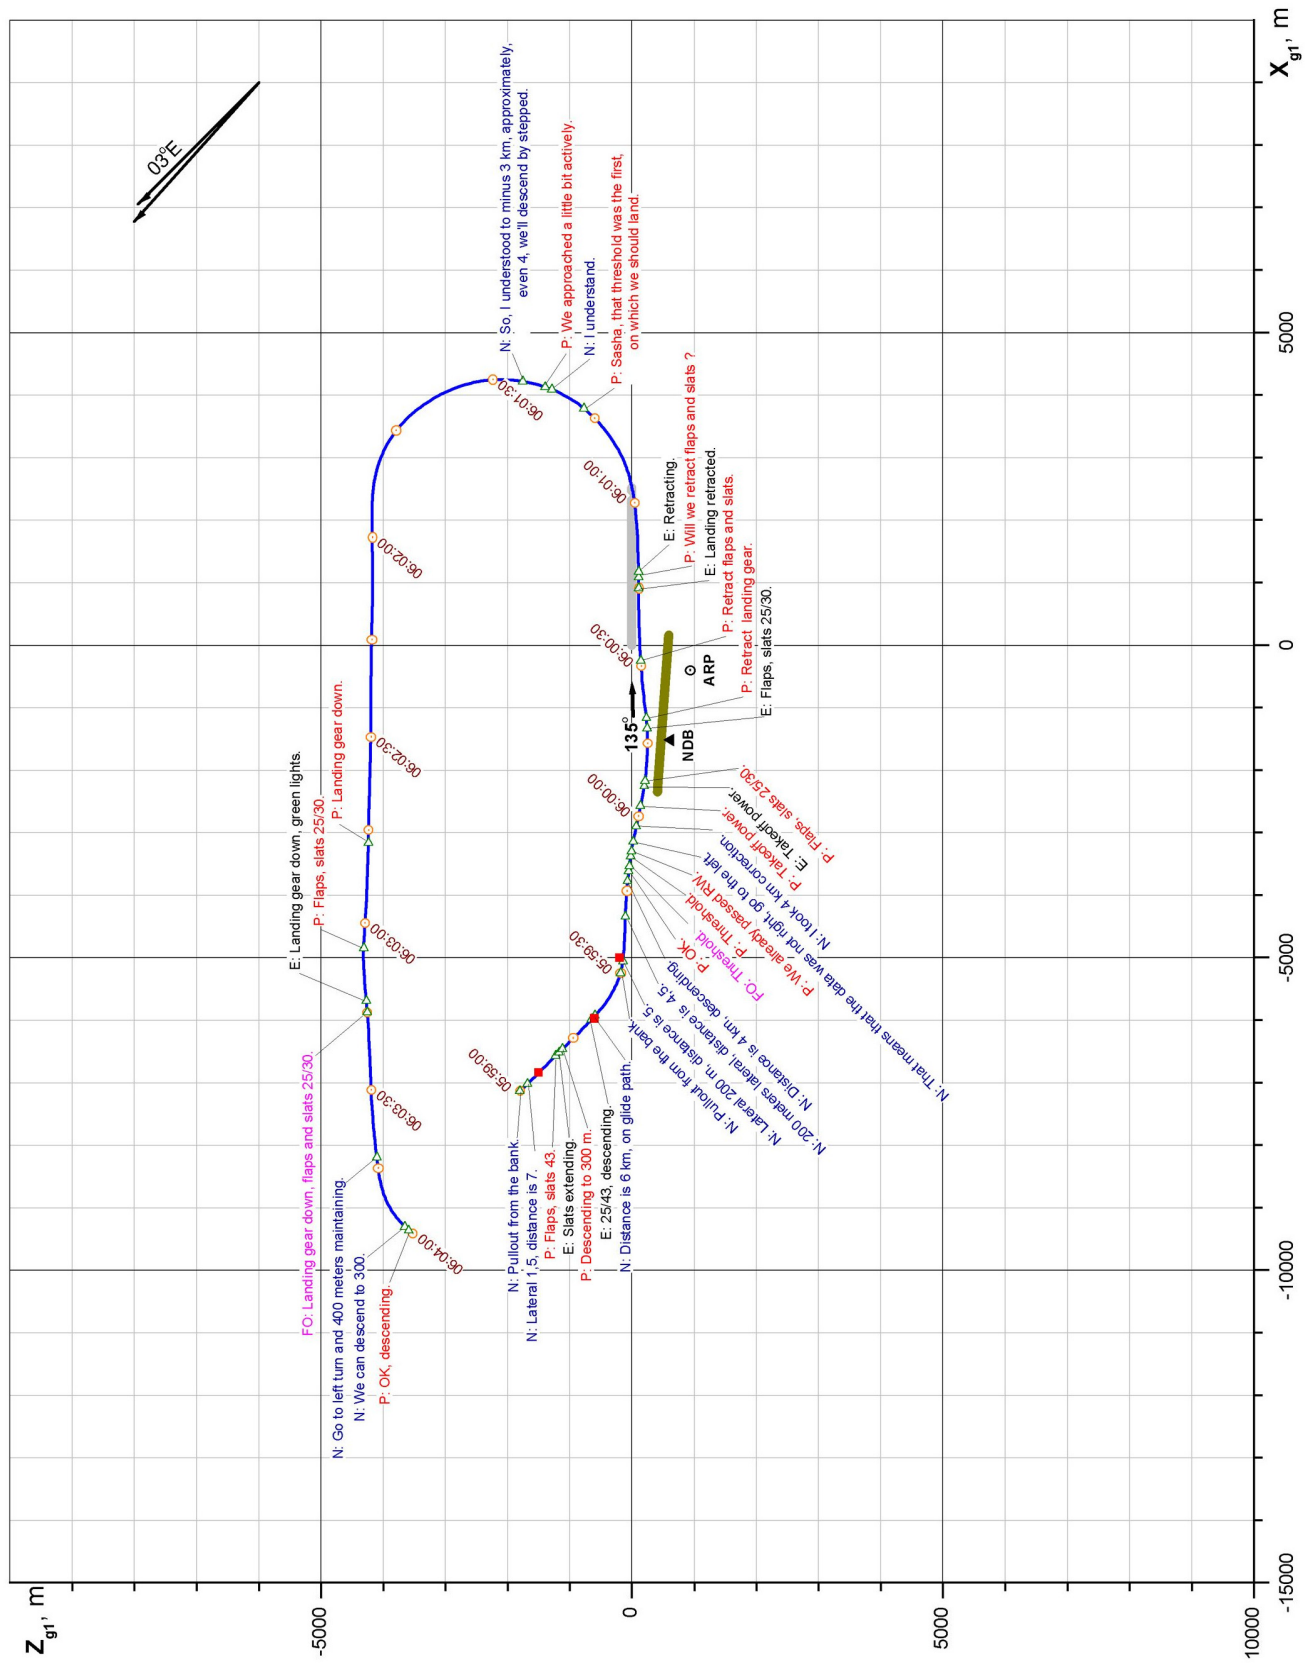 Z g1, m
X g1, m
03°E
-5000
0
5000
10000
-15000
-10000
-5000
0
5000
N: So, I understood to minus 3 km, approximately,
even 4, we'll descend by stepped.
P: We approached a little bit actively.
N: I understand.
P: Sasha, that threshold was the first,
on which we should land.
E: Retracting.
P: Will we retract flaps and slats ?
E: Landing retracted.
P: Retract flaps and slats.
P: Retract landing gear.
E: Flaps, slats 25/30.
06:01:30
06:01:00
06:02:00
06:00:30
06:02:30
06:00:00
06:03:00
05:59:30
06:03:30
05:59:00
06:04:00
135°
ARP
NDB
P: Landing gear down.
P: Flaps, slats 25/30.
E: Landing gear down, green lights.
FO: Landing gear down, flaps and slats 25/30.
N: Go to left turn and 400 meters maintaining.
N: We can descend to 300.
P: OK, descending.
N: Pullout from the bank.
N: Lateral 1,5, distance is 7.
P: Flaps, slats 43.
E: Slats extending.
P: Descending to 300 m.
E: 25/43, descending.
N: Distance is 6 km, on glide path.
N: Pullout from the bank.
N: Lateral 200 m, distance is 5.
N: 200 meters lateral, distance is 4,5.
N: Distance is 4 km, descending.
P: OK.
FO: Threshold.
P: Threshold.
P: We already passed RW.
N: That means that the data was not right, go to the left.
N: I took 4 km correction.
P: Takeoff power.
E: Takeoff power.
P: Flaps, slats 25/30.